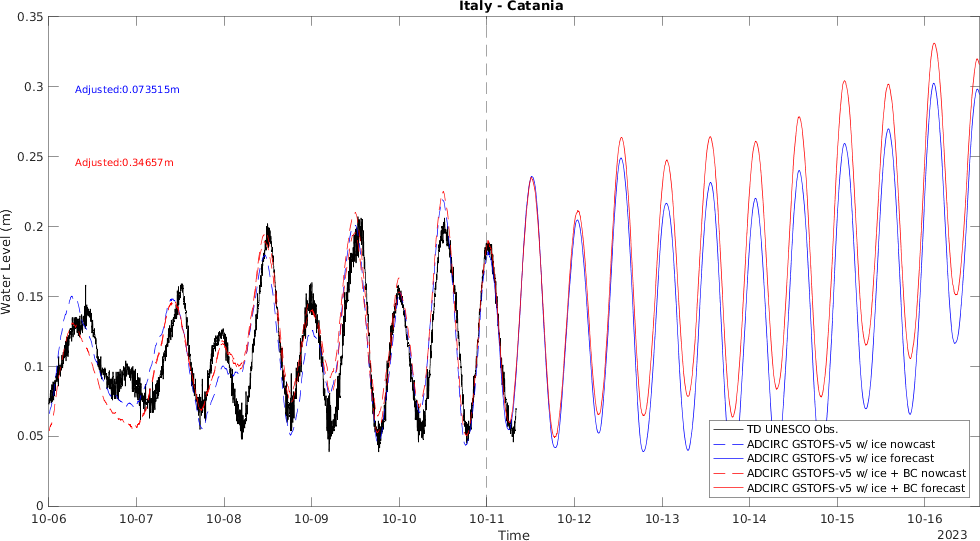 Italy - Catania
0.35
0.3
0.25
0.2
0.15
0.1
0.05
0
Water Level (m)
Adjusted:0.073515m
Adjusted:0.34657m
TD UNESCO Obs.
ADCIRC GSTOFS-v5 w/ ice nowcast
ADCIRC GSTOFS-v5 w/ ice forecast
ADCIRC GSTOFS-v5 w/ ice + BC nowcast
ADCIRC GSTOFS-v5 w/ ice + BC forecast
10-06 10-07 10-08 10-09 10-10 10-11 10-12 10-13 10-14 10-15 10-16
Time
2023